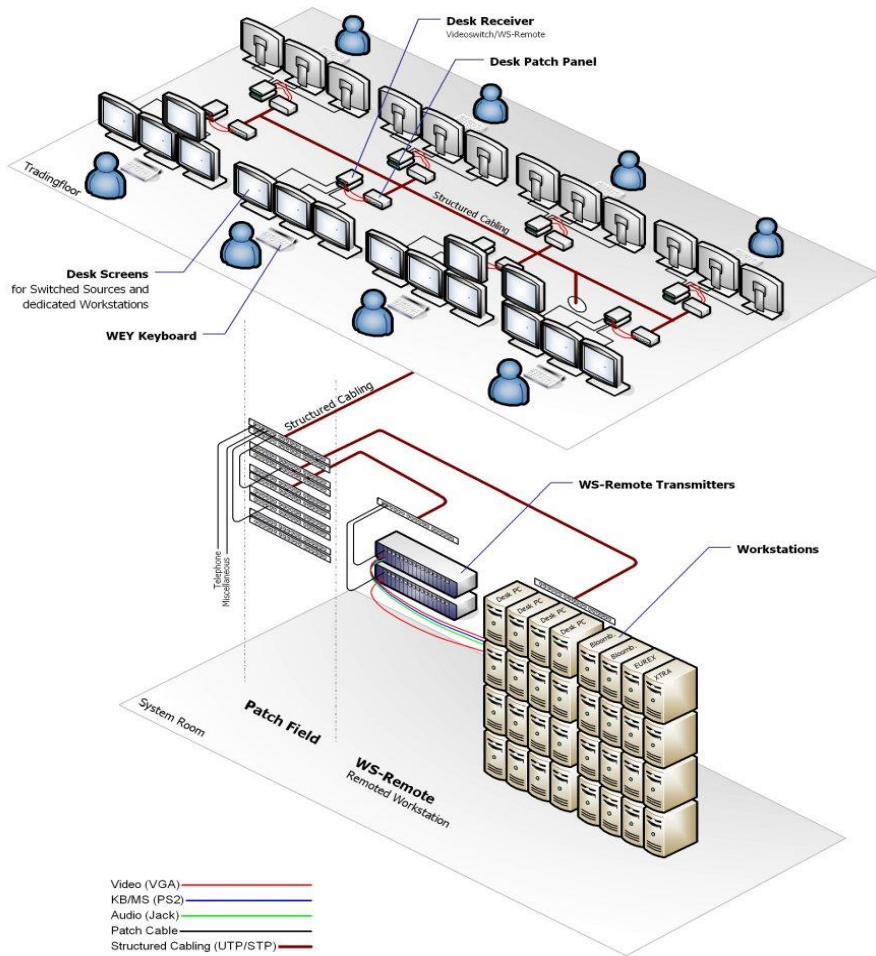 Desk Receiver
Videoswitch/WS-Remote
Desk Patch Panel
Tradingfloor
Structured Cabling
Desk Screens
for Switched Sources and
dedicated Workstations
WEY Keyboard
Structured Cabling
WS-Remote Transmitters
Workstations
Telephone
Miscellaneous
Desk PC
Desk PC
Desk PC
Desk PC
Bloomb.
Bloomb.
EUREX
XTRA
System Room
Patch Field
WS-Remote
Remoted Workstation
Video (VGA)
KB/MS (PS2)
Audio (Jack)
Patch Cable
Structured Cabling (UTP/STP)